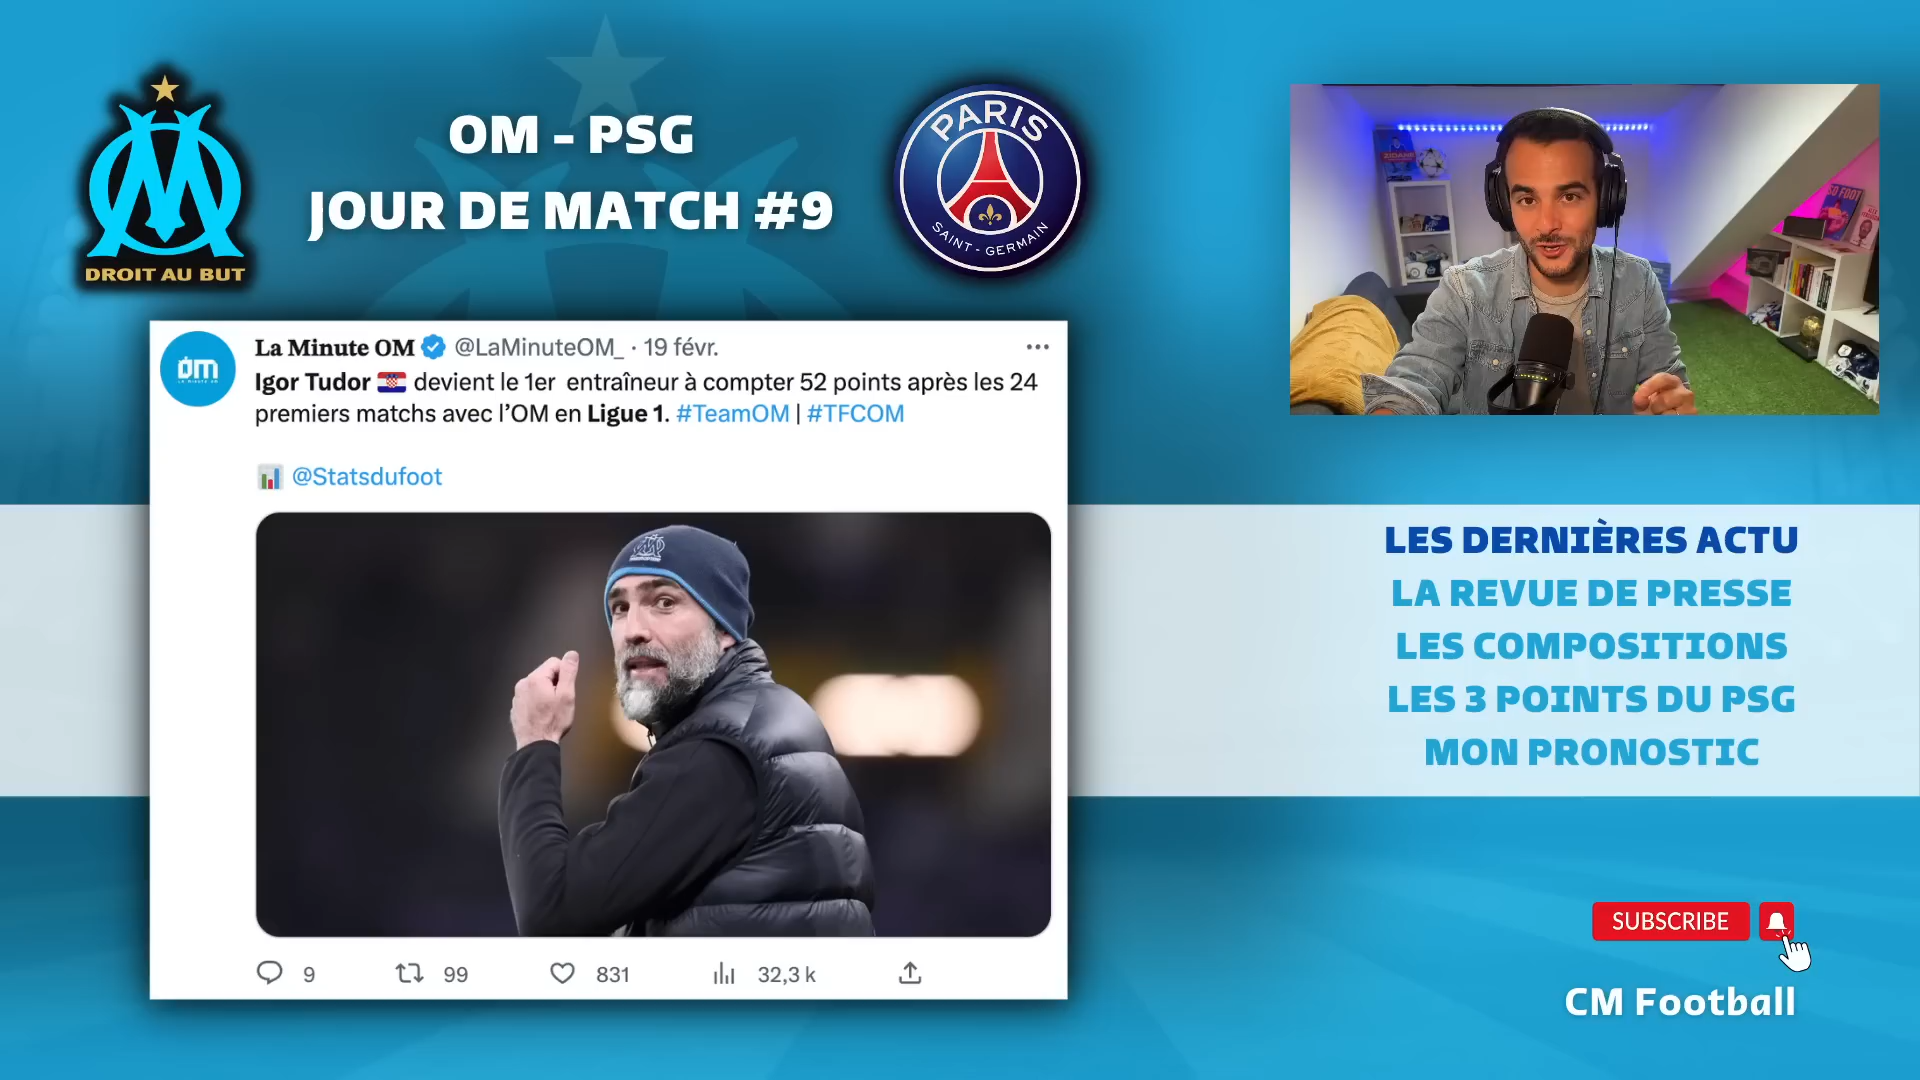 OM - PSG
JOUR DE MATCH #9
DROIT AU BUT
PARIS
SAINT - GERMAIN
La Minute OM @LaMinuteOM_ · 19 févr.
Igor Tudor devient le 1er entraîneur à compter 52 points après les 24
premiers matchs avec l’OM en Ligue 1. #TeamOM | #TFCOM
@Statsdufoot
9 99 831 32,3 k
LES DERNIÈRES ACTU
LA REVUE DE PRESSE
LES COMPOSITIONS
LES 3 POINTS DU PSG
MON PRONOSTIC
SUBSCRIBE
CM Football